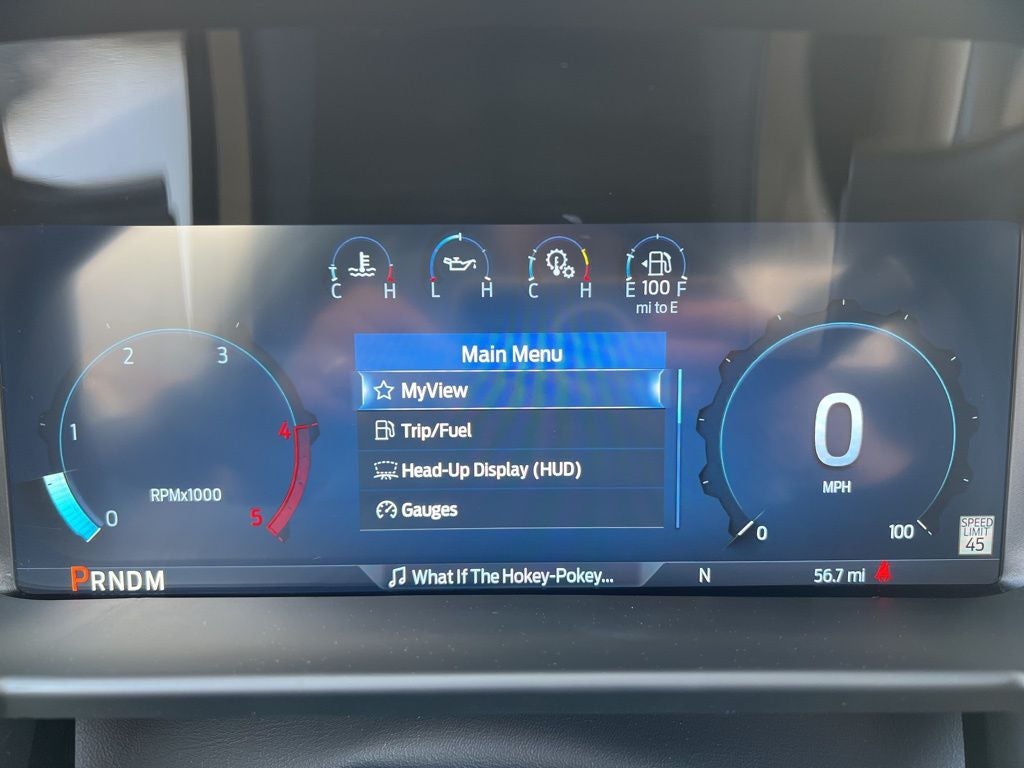 C H
L H
C H
E 100 F
mi to E
Main Menu
MyView
Trip/Fuel
Head-Up Display (HUD)
Gauges
2 3
1 4
0 5
RPMx1000
0
MPH
0 100
SPEED
LIMIT
45
PRNDM
What If The Hokey-Pokey...
N
56.7 mi